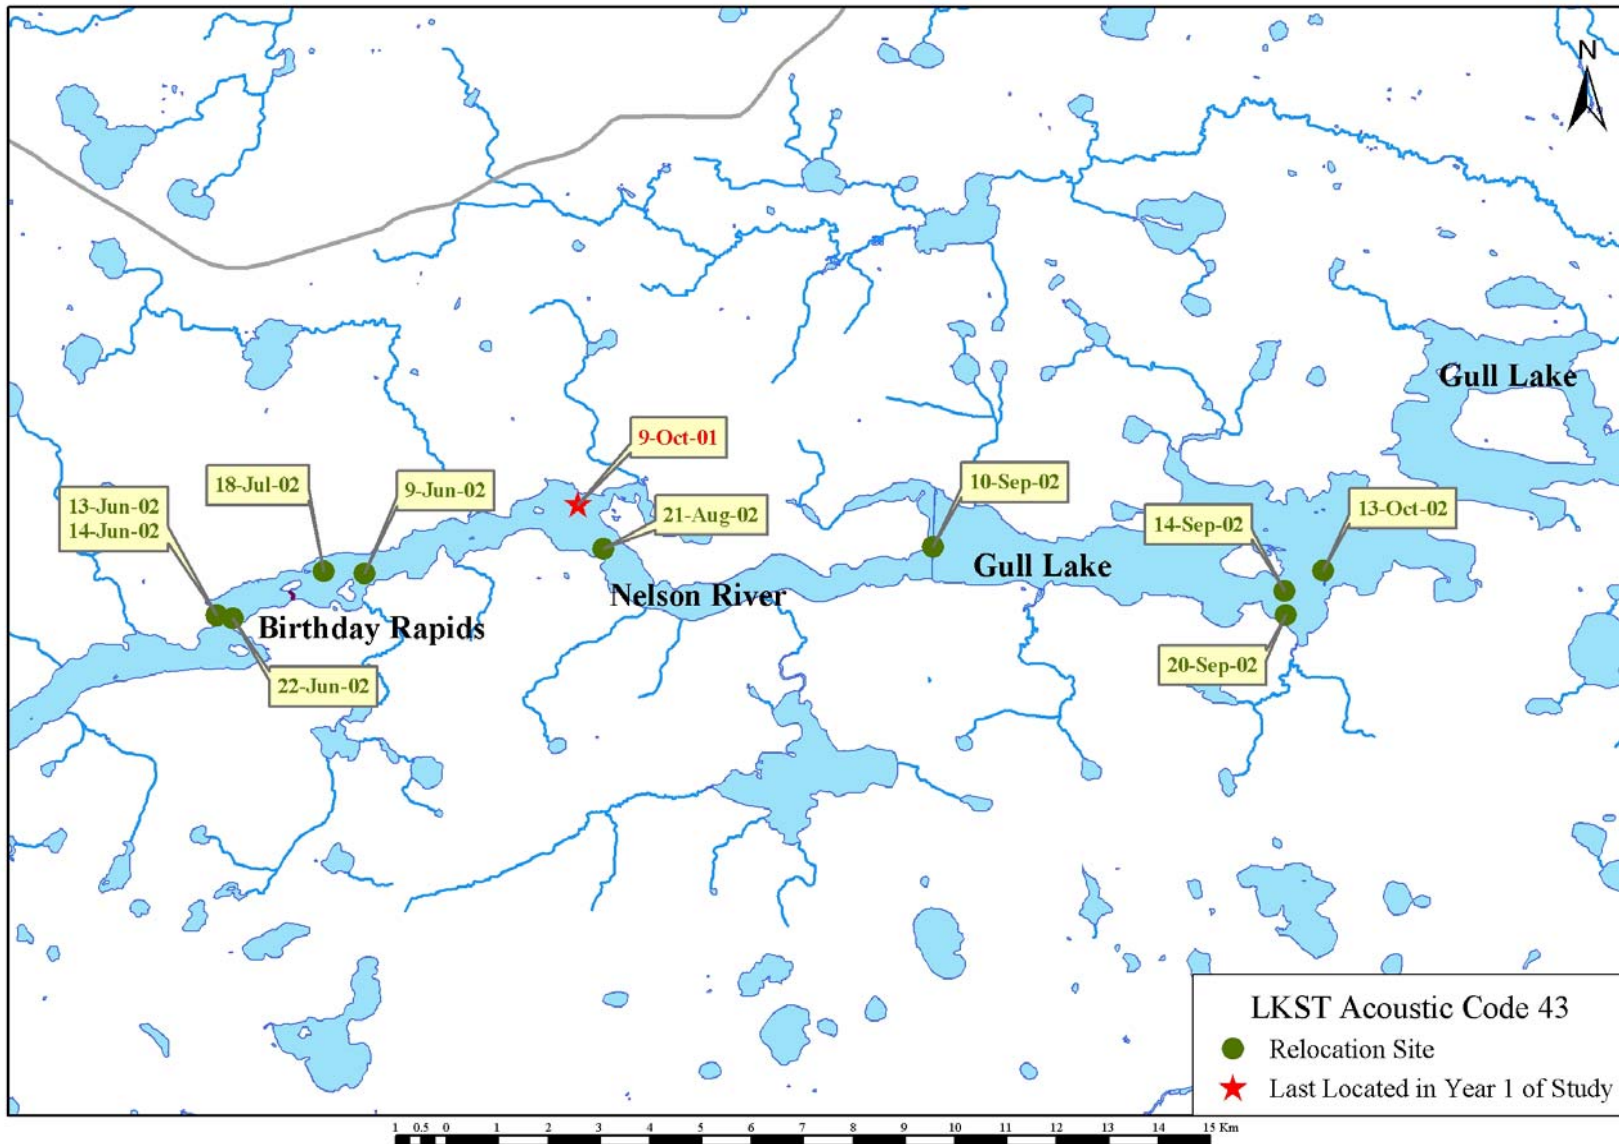 N
Gull Lake
9-Oct-01
18-Jul-02
9-Jun-02
10-Sep-02
13-Jun-02
14-Jun-02
21-Aug-02
14-Sep-02
13-Oct-02
Gull Lake
Nelson River
Birthday Rapids
22-Jun-02
20-Sep-02
LKST Acoustic Code 43
Relocation Site
Last Located in Year 1 of Study
1 0.5 0 1 2 3 4 5 6 7 8 9 10 11 12 13 14 15 Km